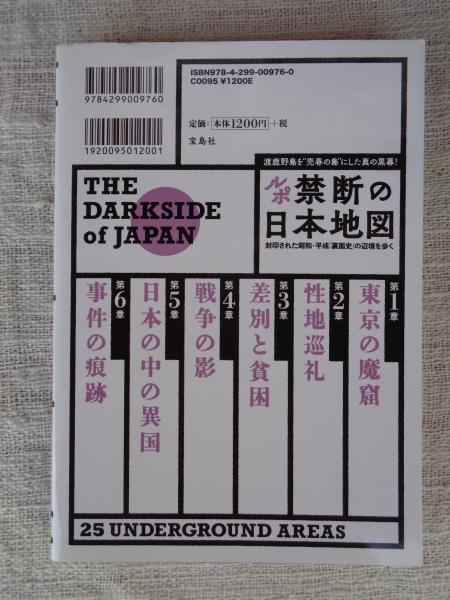 ISBN978-4-299-00976-0
C0095 ¥1200E
9784299009760
定価：本体1200円+税
宝島社
1920095012001
渡鹿野島を“売春の島”にした真の黒幕！
ルポ 禁断の
日本地図
封印された昭和・平成「裏面史」の辺境を歩く
THE
DARKSIDE
of JAPAN
第1章
東京の魔窟
第2章
性地巡礼
第3章
差別と貧困
第4章
戦争の影
第5章
日本の中の異国
第6章
事件の痕跡
25 UNDERGROUND AREAS